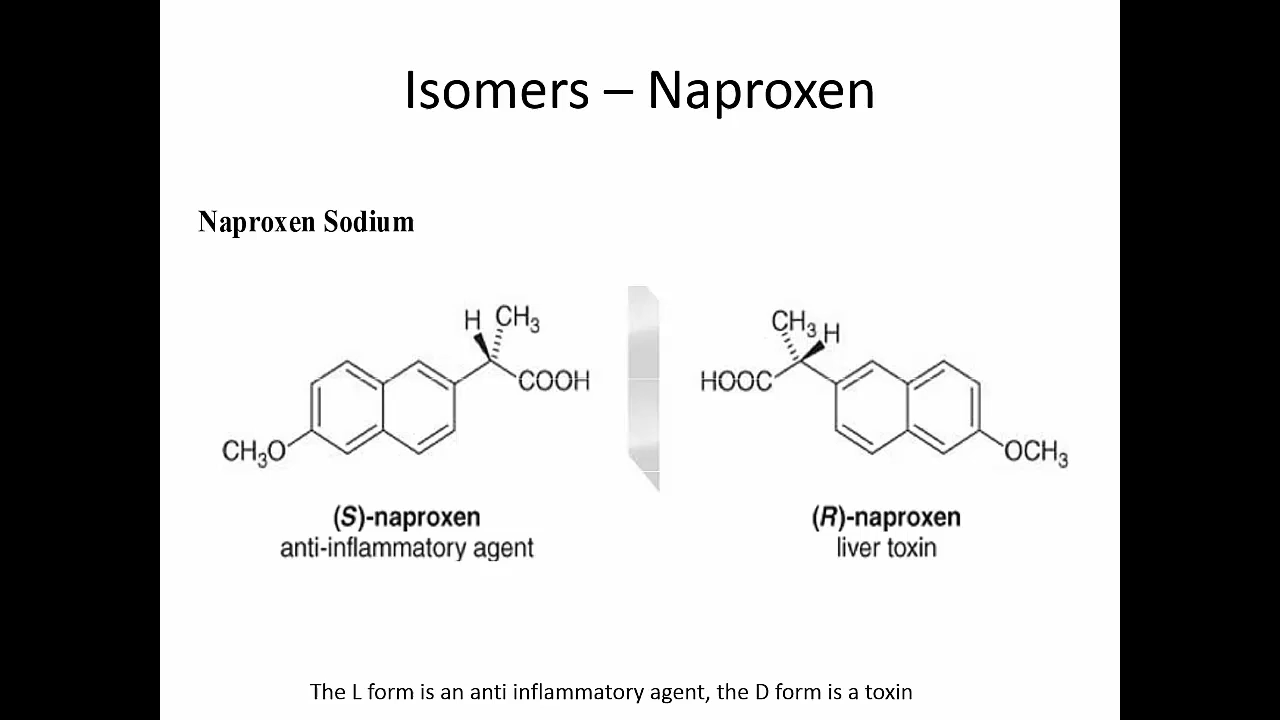 Isomers – Naproxen
Naproxen Sodium
H CH₃
COOH
CH₃O
CH₃ H
HOOC
OCH₃
(S)-naproxen
anti-inflammatory agent
(R)-naproxen
liver toxin
The L form is an anti inflammatory agent, the D form is a toxin